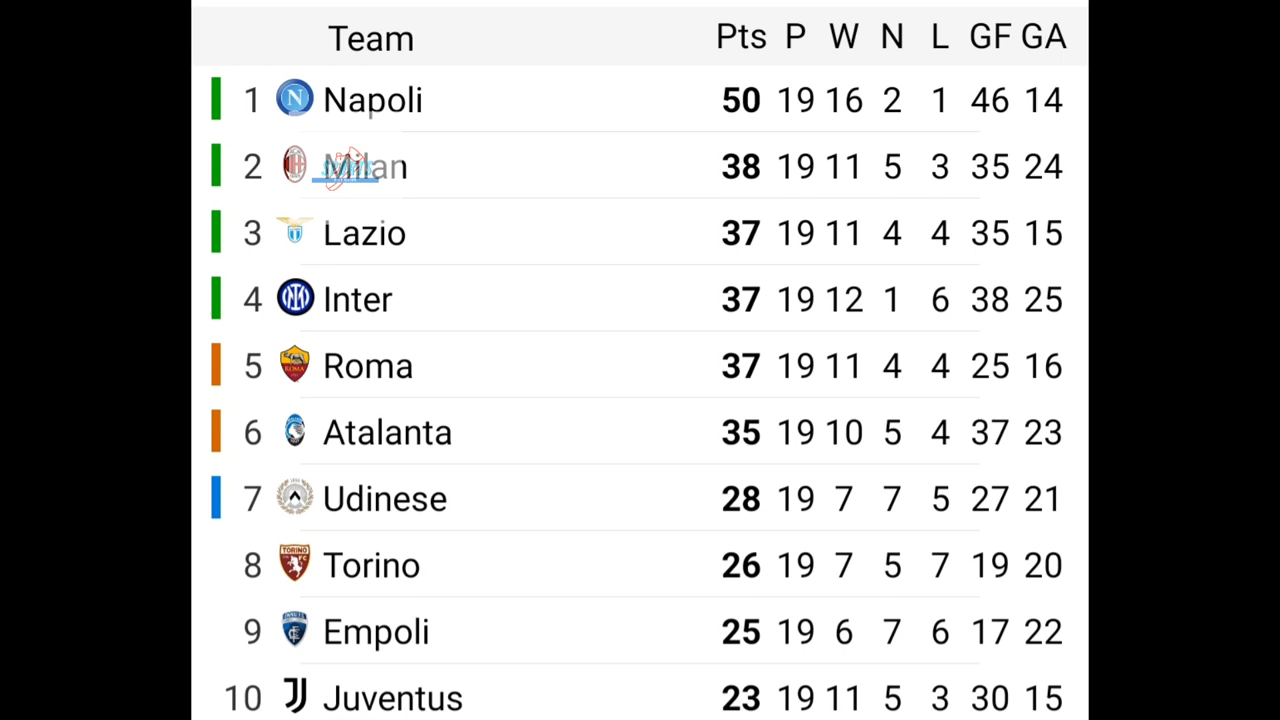 Team Pts P W N L GF GA
1 Napoli 50 19 16 2 1 46 14
2 Milan 38 19 11 5 3 35 24
3 Lazio 37 19 11 4 4 35 15
4 Inter 37 19 12 1 6 38 25
5 Roma 37 19 11 4 4 25 16
6 Atalanta 35 19 10 5 4 37 23
7 Udinese 28 19 7 7 5 27 21
8 TORINO FC Torino 26 19 7 5 7 19 20
9 Empoli 25 19 6 7 6 17 22
10 Juventus 23 19 11 5 3 30 15